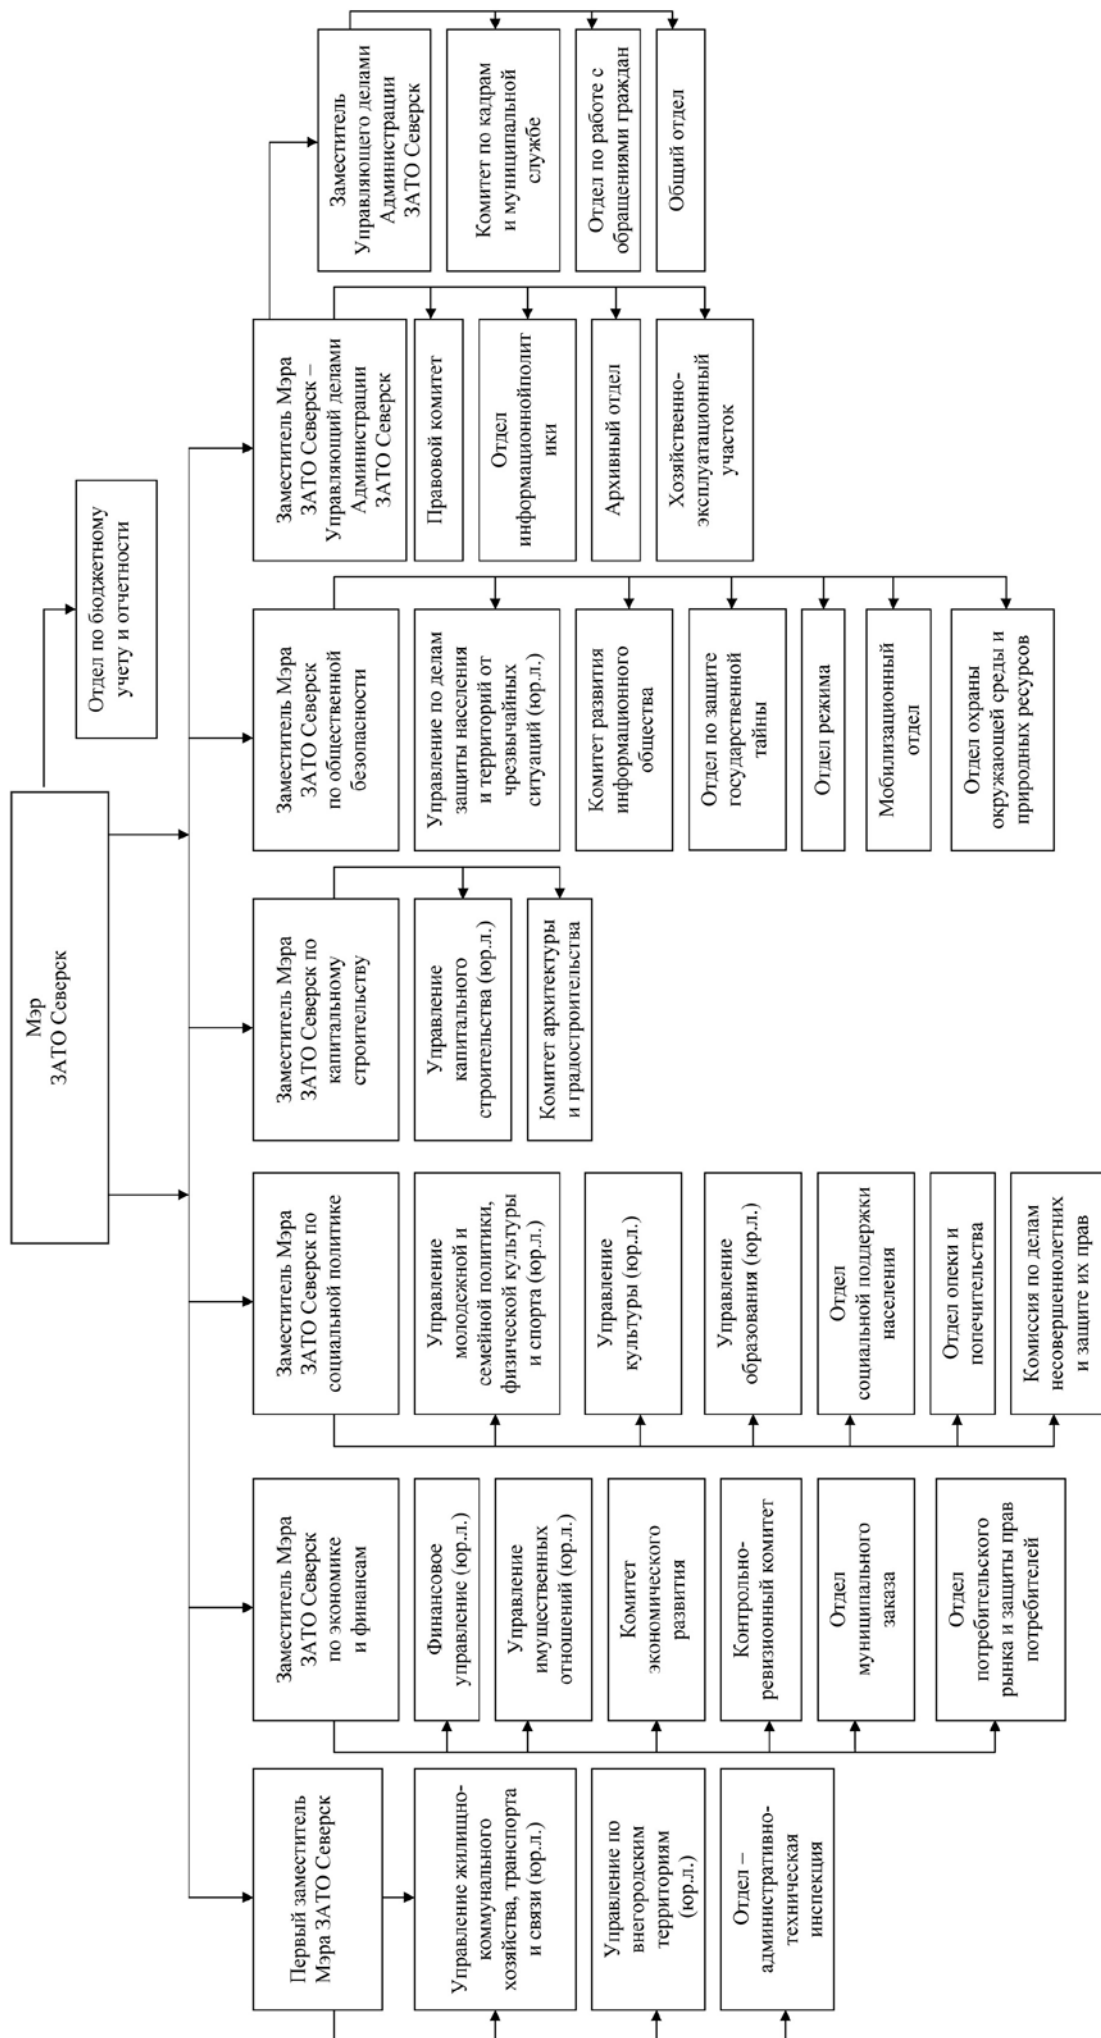 Мэр
ЗАТО Северск
Отдел по бюджетному
учету и отчетности
Первый заместитель
Мэра ЗАТО Северск
Управление жилищно-
коммунального
хозяйства, транспорта
и связи (юр.л.)
Управление по
внегородским
территориям
(юр.л.)
Отдел –
административно-
техническая
инспекция
Заместитель Мэра
ЗАТО Северск
по экономике
и финансам
Финансовое
управление (юр.л.)
Управление
имущественных
отношений (юр.л.)
Комитет
экономического
развития
Контрольно-
ревизионный комитет
Отдел
муниципального
заказа
Отдел
потребительского
рынка и защиты прав
потребителей
Заместитель Мэра
ЗАТО Северск по
социальной политике
Управление
молодежной и
семейной политики,
физической культуры
и спорта (юр.л.)
Управление
культуры (юр.л.)
Управление
образования (юр.л.)
Отдел
социальной поддержки
населения
Отдел опеки и
попечительства
Комиссия по делам
несовершеннолетних
и защите их прав
Заместитель Мэра
ЗАТО Северск по
капитальному
строительству
Управление
капитального
строительства (юр.л.)
Комитет архитектуры
и градостроительства
Заместитель Мэра
ЗАТО Северск
по общественной
безопасности
Управление по делам
защиты населения
и территорий от
чрезвычайных
ситуаций (юр.л.)
Комитет развития
информационного
общества
Отдел по защите
государственной
тайны
Отдел режима
Мобилизационный
отдел
Отдел охраны
окружающей среды и
природных ресурсов
Заместитель Мэра
ЗАТО Северск –
Управляющий делами
Администрации
ЗАТО Северск
Правовой комитет
Отдел
информационнойполит
ики
Архивный отдел
Хозяйственно-
эксплуатационный
участок
Заместитель
Управляющего делами
Администрации
ЗАТО Северск
Комитет по кадрам
и муниципальной
службе
Отдел по работе с
обращениями граждан
Общий отдел